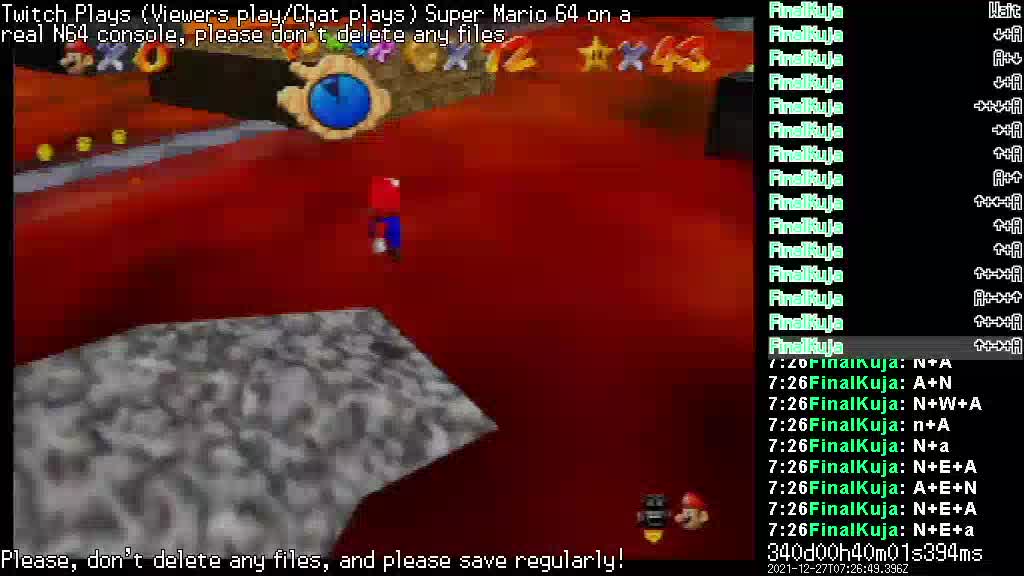 Twitch Plays (Viewers play/Chat plays) Super Mario 64 on a
real N64 console, please don't delete any files
×0
×12
×43
FinalKuja Wait
FinalKuja ↓+A
FinalKuja A+↓
FinalKuja ↓+A
FinalKuja →+↓+A
FinalKuja →+A
FinalKuja ↑+A
FinalKuja A+↑
FinalKuja ↑+←+A
FinalKuja ↑+A
FinalKuja ↑+A
FinalKuja ↑+→+A
FinalKuja A+→+↑
FinalKuja ↑+→+A
FinalKuja ↑+→+A
7:26FinalKuja: N+A
7:26FinalKuja: A+N
7:26FinalKuja: N+W+A
7:26FinalKuja: n+A
7:26FinalKuja: N+a
7:26FinalKuja: N+E+A
7:26FinalKuja: A+E+N
7:26FinalKuja: N+E+A
7:26FinalKuja: N+E+a
340d00h40m01s394ms
2021-12-27T07:26:49.396Z
Please, don't delete any files, and please save regularly!